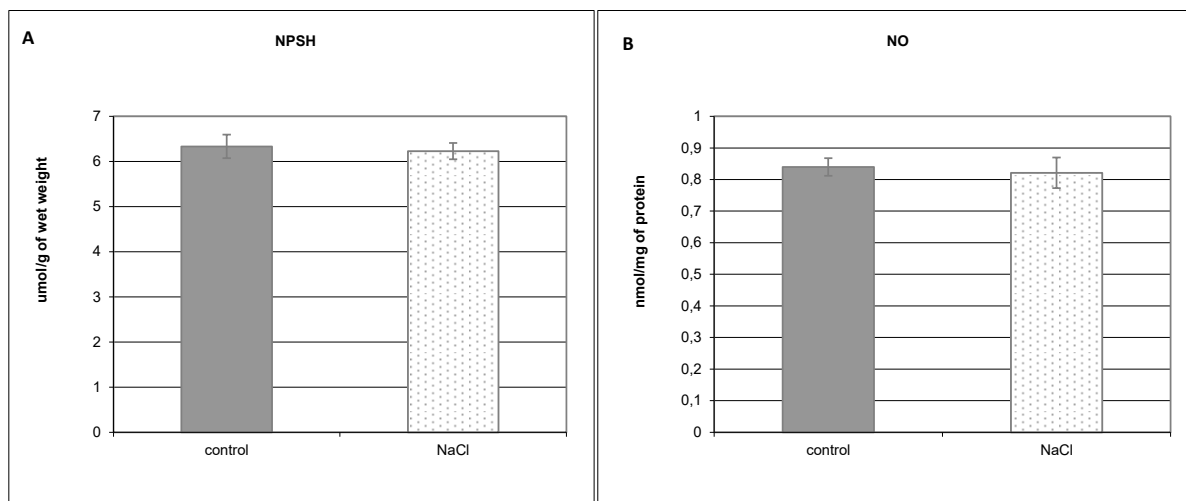 A
NPSH
umol/g of wet weight
7
6
5
4
3
2
1
0
control NaCl
B
NO
nmol/mg of protein
1
0,9
0,8
0,7
0,6
0,5
0,4
0,3
0,2
0,1
0
control NaCl